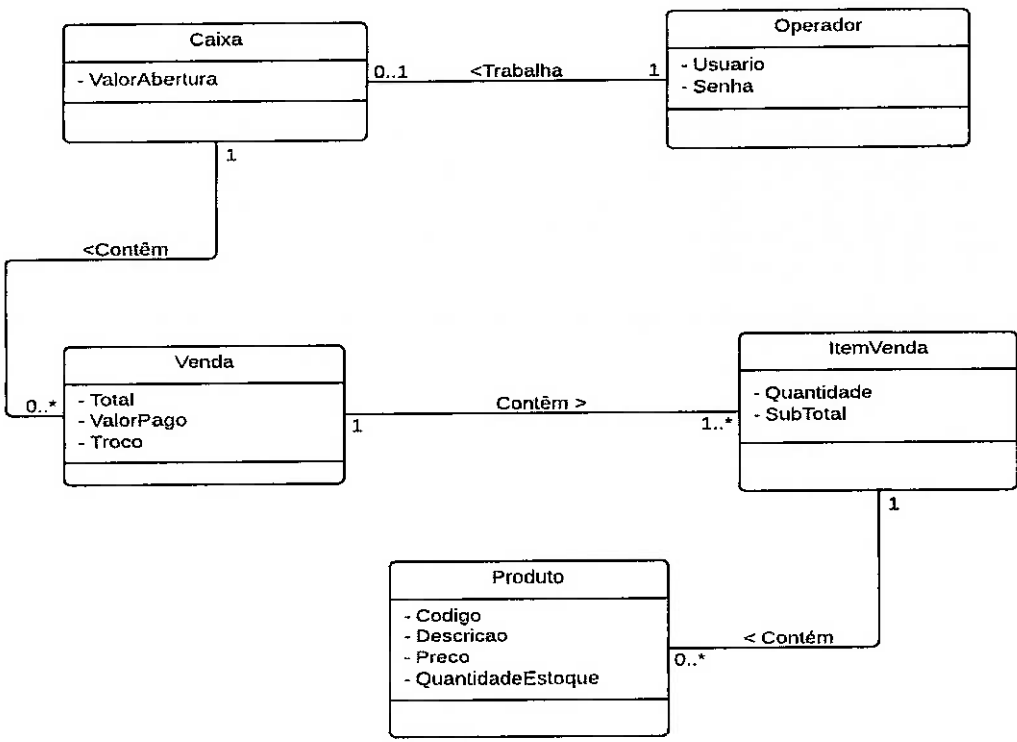 Caixa
- ValorAbertura
Operador
- Usuario
- Senha
0..1
<Trabalha
1
1
<Contêm
Venda
- Total
- ValorPago
- Troco
0..*
1
Contêm >
1..*
ItemVenda
- Quantidade
- SubTotal
1
Produto
- Codigo
- Descricao
- Preco
- QuantidadeEstoque
0..*
< Contém